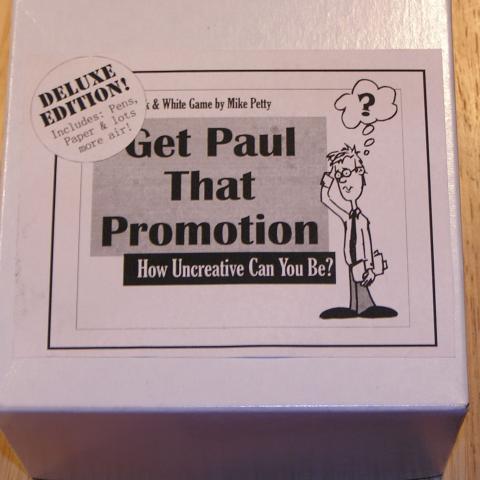 DELUXE
EDITION!
Includes: Pens,
Paper & lots
more air!
& White Game by Mike Petty
Get Paul
That
Promotion
How Uncreative Can You Be?
?